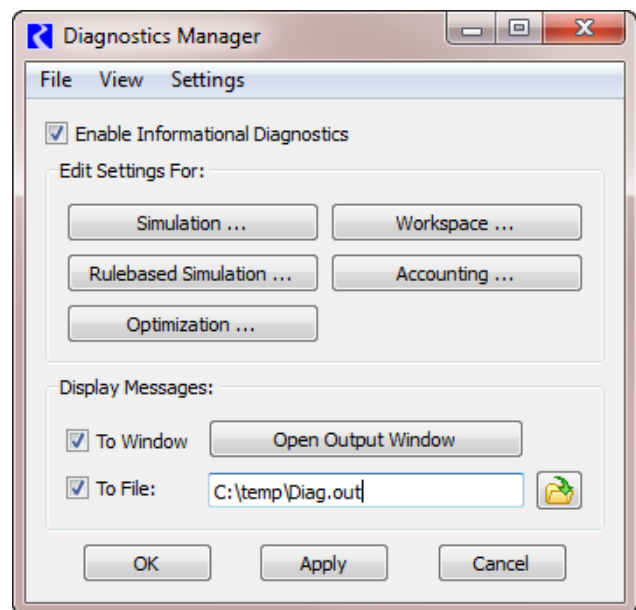 Diagnostics Manager
File View Settings
Enable Informational Diagnostics
Edit Settings For:
Simulation ... Workspace ...
Rulebased Simulation ... Accounting ...
Optimization ...
Display Messages:
To Window Open Output Window
To File: C:\temp\Diag.out
OK Apply Cancel